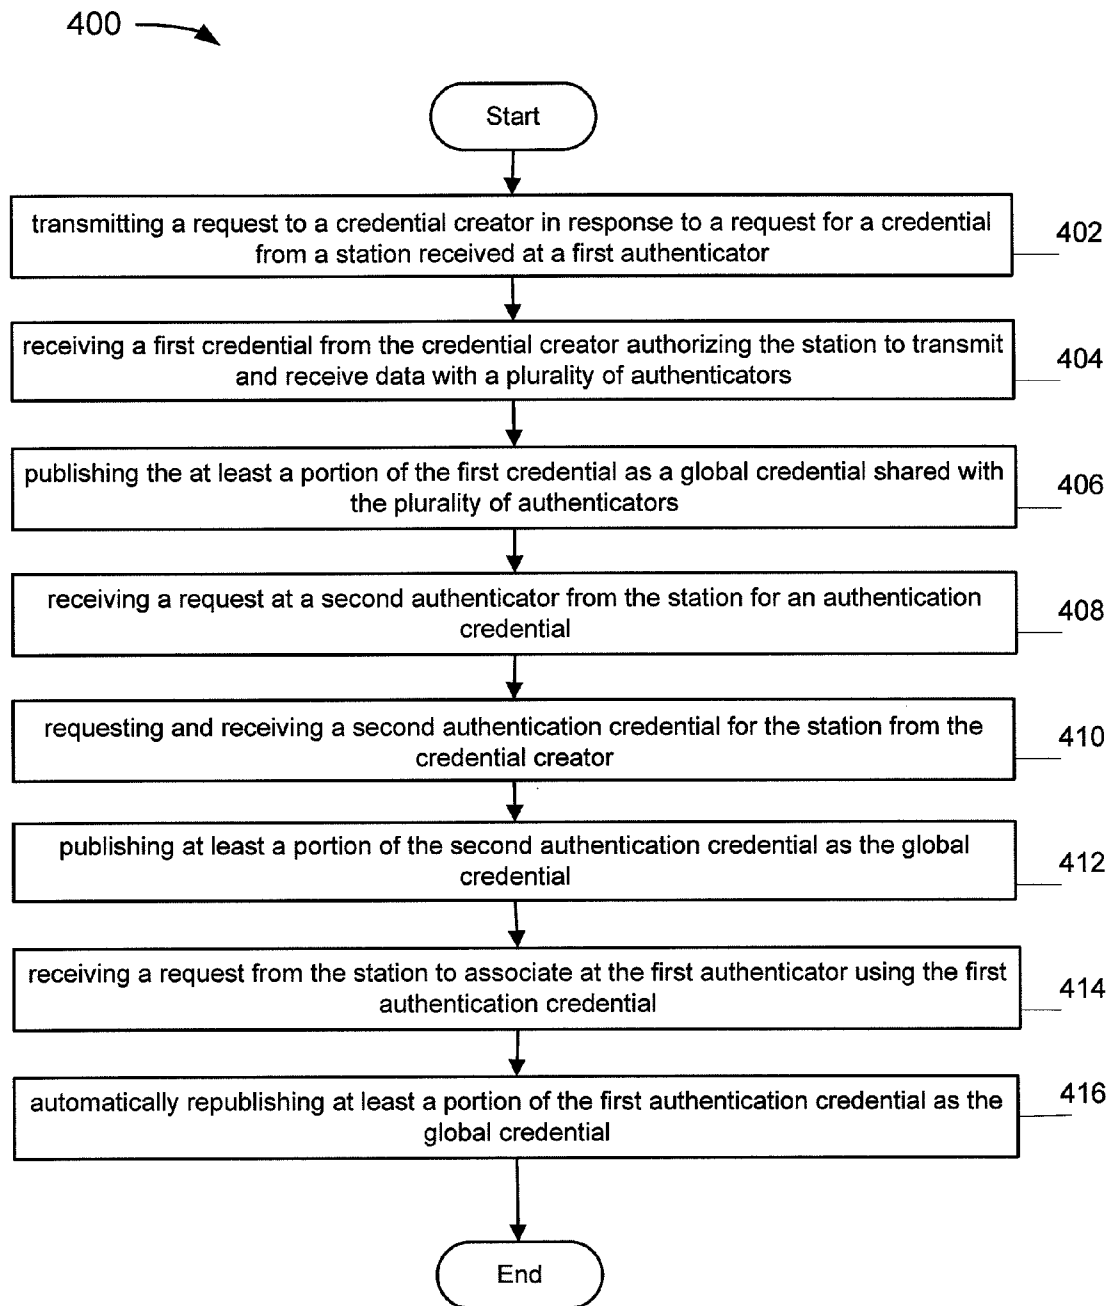 400
Start
transmitting a request to a credential creator in response to a request for a credential
from a station received at a first authenticator
402
receiving a first credential from the credential creator authorizing the station to transmit
and receive data with a plurality of authenticators
404
publishing the at least a portion of the first credential as a global credential shared with
the plurality of authenticators
406
receiving a request at a second authenticator from the station for an authentication
credential
408
requesting and receiving a second authentication credential for the station from the
credential creator
410
publishing at least a portion of the second authentication credential as the global
credential
412
receiving a request from the station to associate at the first authenticator using the first
authentication credential
414
automatically republishing at least a portion of the first authentication credential as the
global credential
416
End